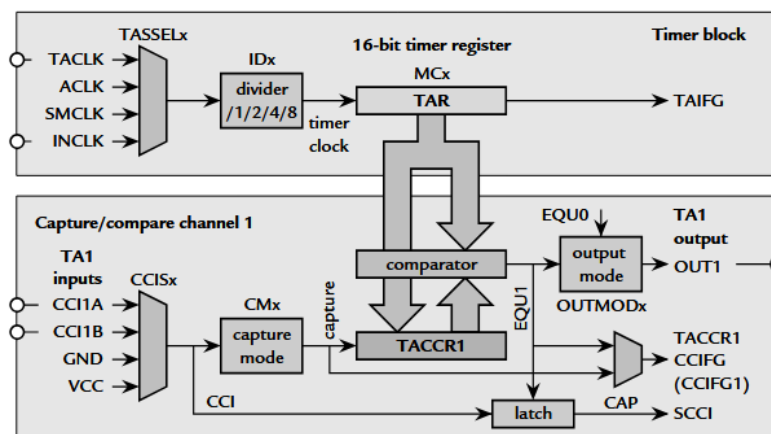 TASSELx
16-bit timer register
Timer block
TACLK
ACLK
SMCLK
INCLK
IDx
divider
/1/2/4/8
timer
clock
MCx
TAR
TAIFG
Capture/compare channel 1
TA1
inputs
CCISx
CCI1A
CCI1B
GND
VCC
CMx
capture
mode
capture
comparator
TACCR1
EQU1
EQU0
output
mode
OUTMODx
TA1
output
OUT1
TACCR1
CCIFG
(CCIFG1)
CCI
latch
CAP
SCCI